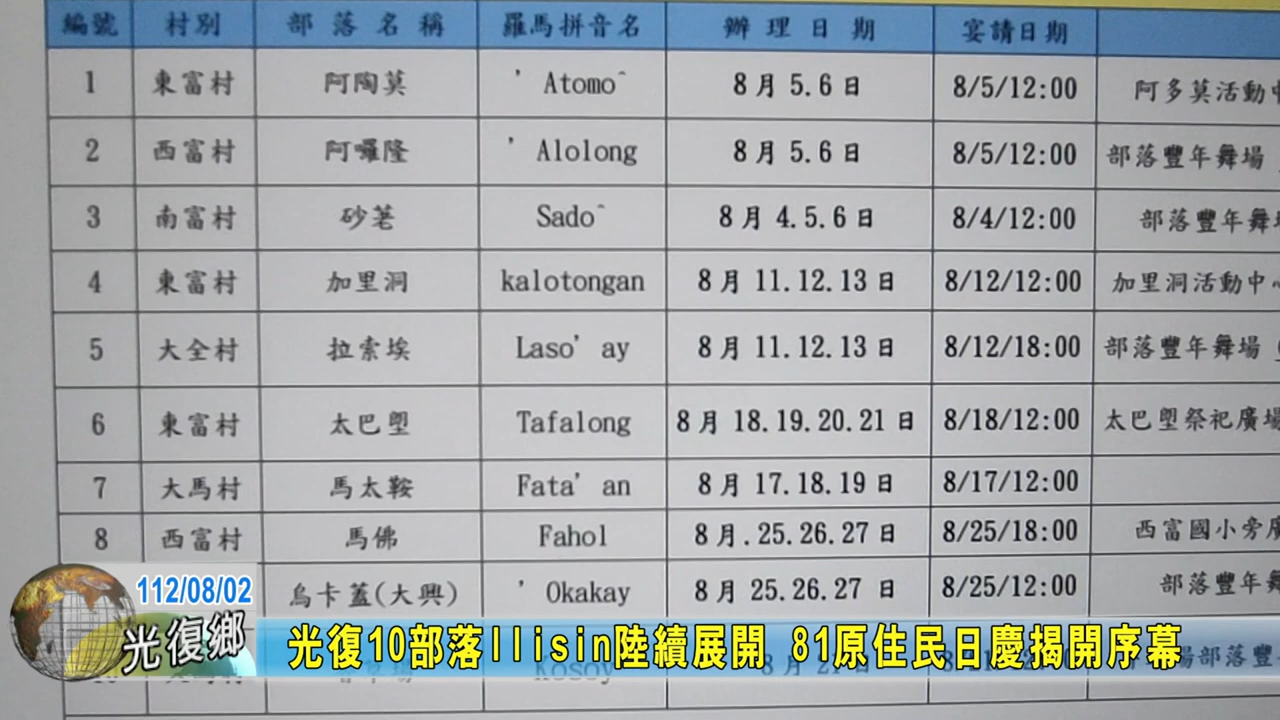 編號 村別 部落名稱 羅馬拼音名 辦理日期 宴請日期
1 東富村 阿陶莫 ’Atomoˆ 8月5.6日 8/5/12:00 阿多莫活動中
2 西富村 阿囉隆 ’Alolong 8月5.6日 8/5/12:00 部落豐年舞場
3 南富村 砂荖 Sadoˆ 8月4.5.6日 8/4/12:00 部落豐年舞場
4 東富村 加里洞 kalotongan 8月11.12.13日 8/12/12:00 加里洞活動中心
5 大全村 拉索埃 Laso’ay 8月11.12.13日 8/12/18:00 部落豐年舞場
6 東富村 太巴塱 Tafalong 8月18.19.20.21日 8/18/12:00 太巴塱祭祀廣場
7 大馬村 馬太鞍 Fata’an 8月17.18.19日 8/17/12:00
8 西富村 馬佛 Fahol 8月.25.26.27日 8/25/18:00 西富國小旁廣
烏卡蓋(大興) ’Okakay 8月25.26.27日 8/25/12:00 部落豐年舞
112/08/02
光復鄉
光復10部落Ilisin陸續展開 81原住民日慶揭開序幕